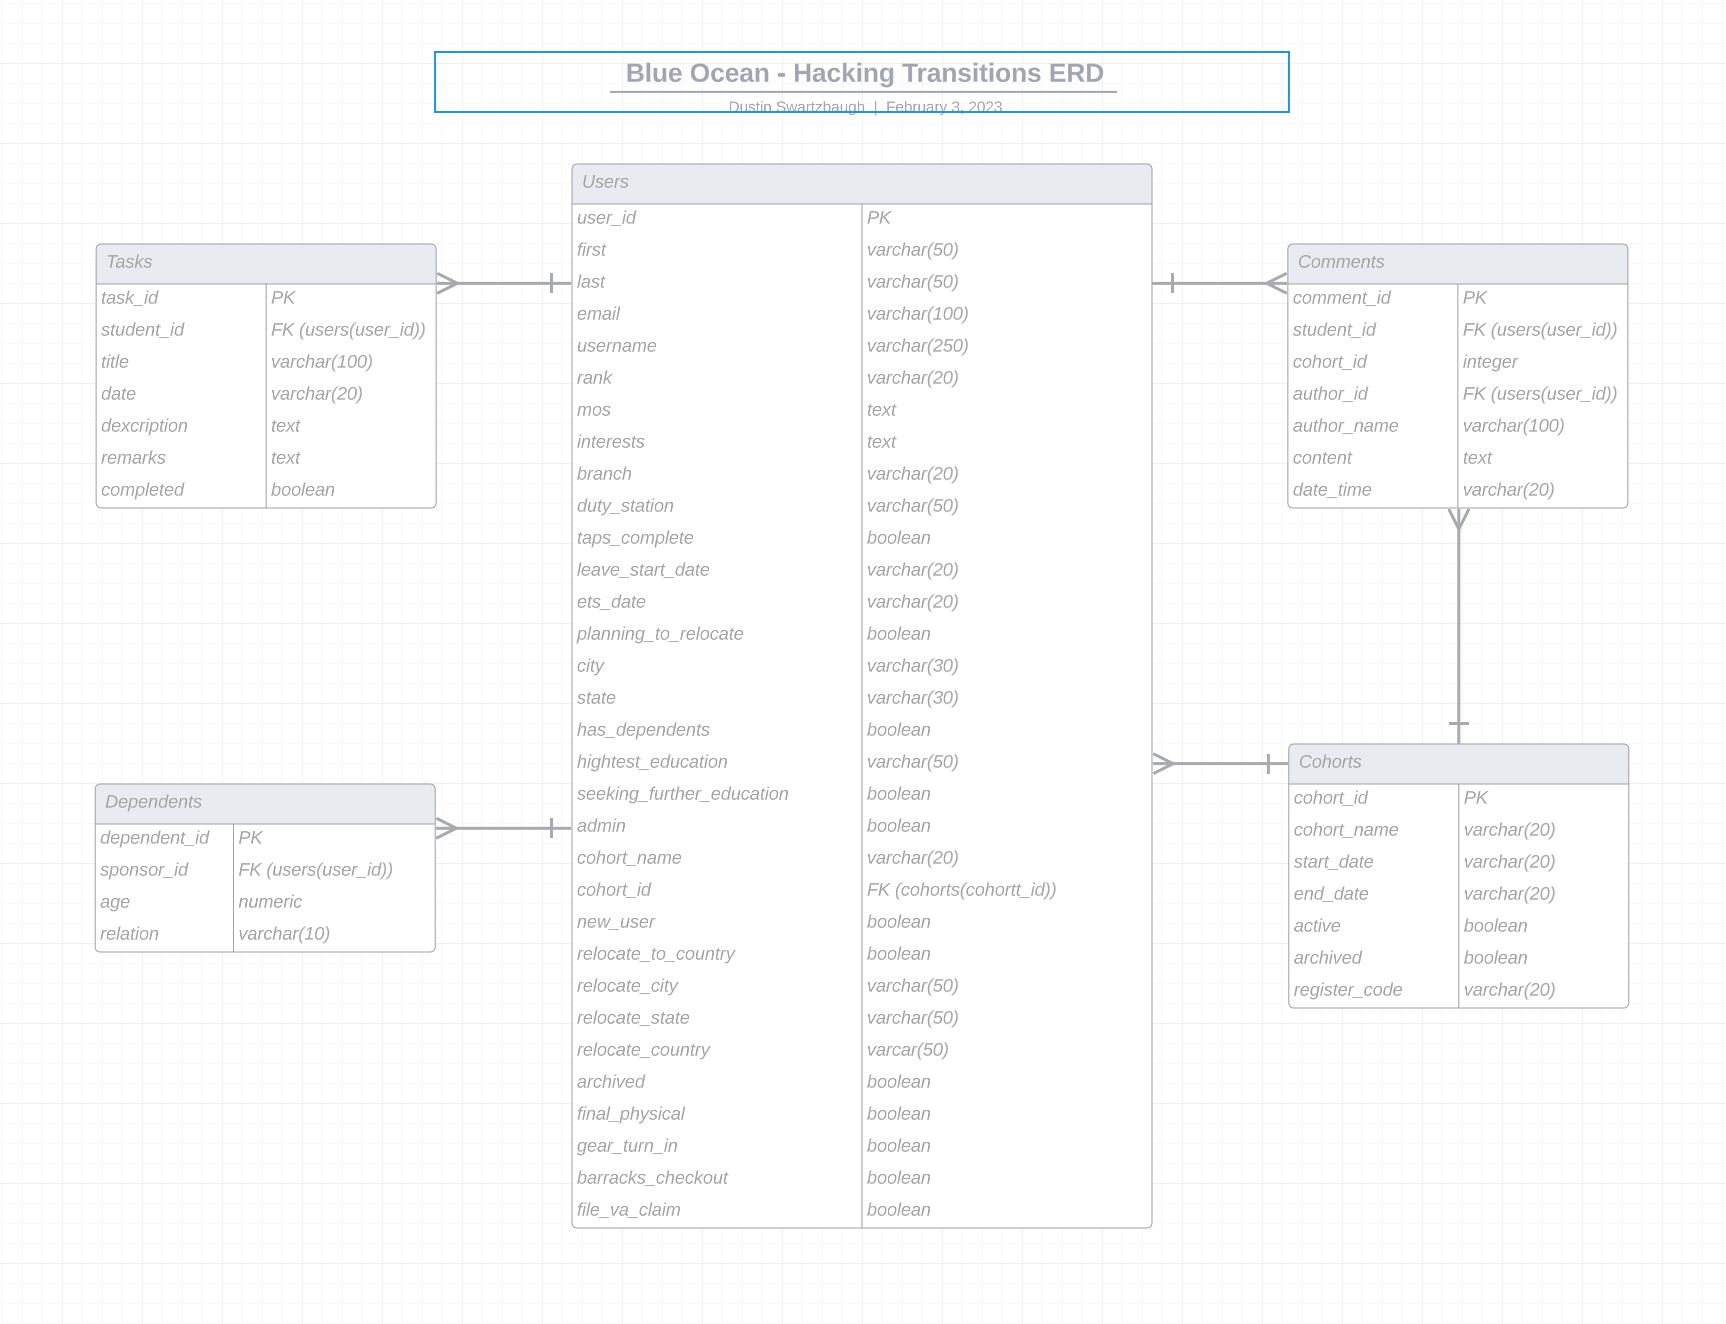 Blue Ocean - Hacking Transitions ERD
Dustin Swartzbaugh | February 3, 2023
Users
user_id PK
first varchar(50)
last varchar(50)
email varchar(100)
username varchar(250)
rank varchar(20)
mos text
interests text
branch varchar(20)
duty_station varchar(50)
taps_complete boolean
leave_start_date varchar(20)
ets_date varchar(20)
planning_to_relocate boolean
city varchar(30)
state varchar(30)
has_dependents boolean
hightest_education varchar(50)
seeking_further_education boolean
admin boolean
cohort_name varchar(20)
cohort_id FK (cohorts(cohortt_id))
new_user boolean
relocate_to_country boolean
relocate_city varchar(50)
relocate_state varchar(50)
relocate_country varcar(50)
archived boolean
final_physical boolean
gear_turn_in boolean
barracks_checkout boolean
file_va_claim boolean
Tasks
task_id PK
student_id FK (users(user_id))
title varchar(100)
date varchar(20)
dexcription text
remarks text
completed boolean
Dependents
dependent_id PK
sponsor_id FK (users(user_id))
age numeric
relation varchar(10)
Comments
comment_id PK
student_id FK (users(user_id))
cohort_id integer
author_id FK (users(user_id))
author_name varchar(100)
content text
date_time varchar(20)
Cohorts
cohort_id PK
cohort_name varchar(20)
start_date varchar(20)
end_date varchar(20)
active boolean
archived boolean
register_code varchar(20)